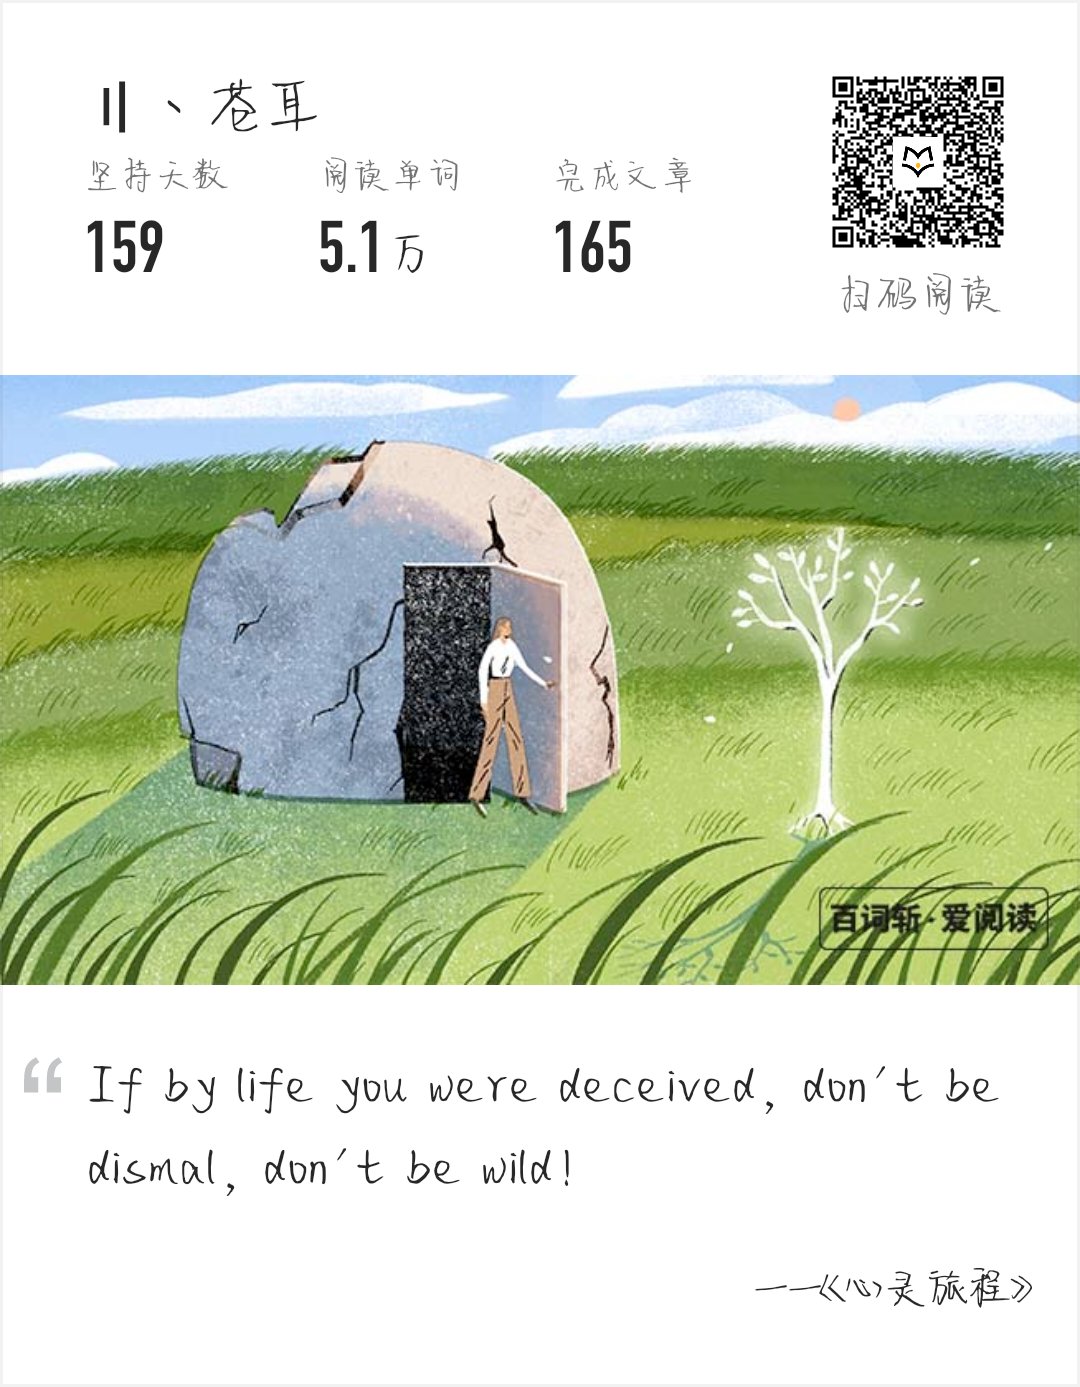 〢丶苍耳
坚持天数 阅读单词 完成文章
159 5.1万 165
扫码阅读
百词斩·爱阅读
“ If by life you were deceived, don't be
dismal, don't be wild!
——《心灵旅程》